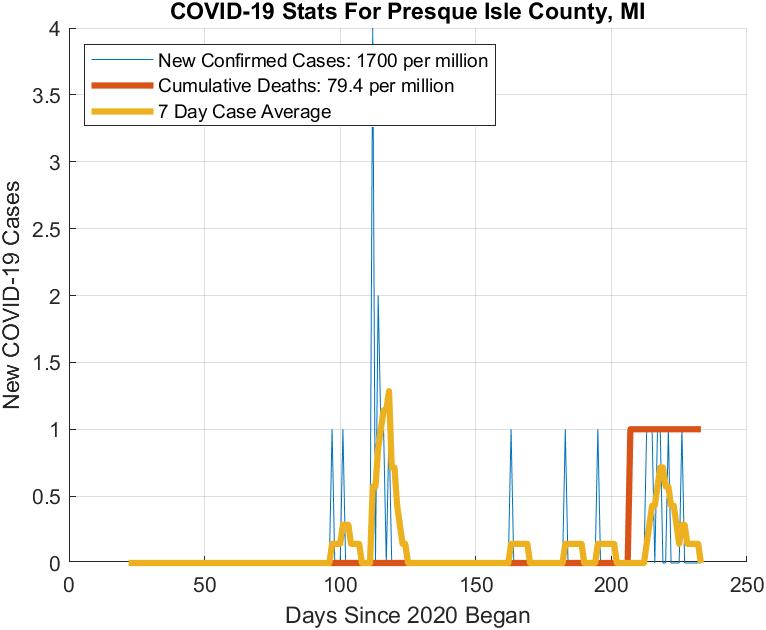 COVID-19 Stats For Presque Isle County, MI
New Confirmed Cases: 1700 per million
Cumulative Deaths: 79.4 per million
7 Day Case Average
New COVID-19 Cases
4
3.5
3
2.5
2
1.5
1
0.5
0
0 50 100 150 200 250
Days Since 2020 Began